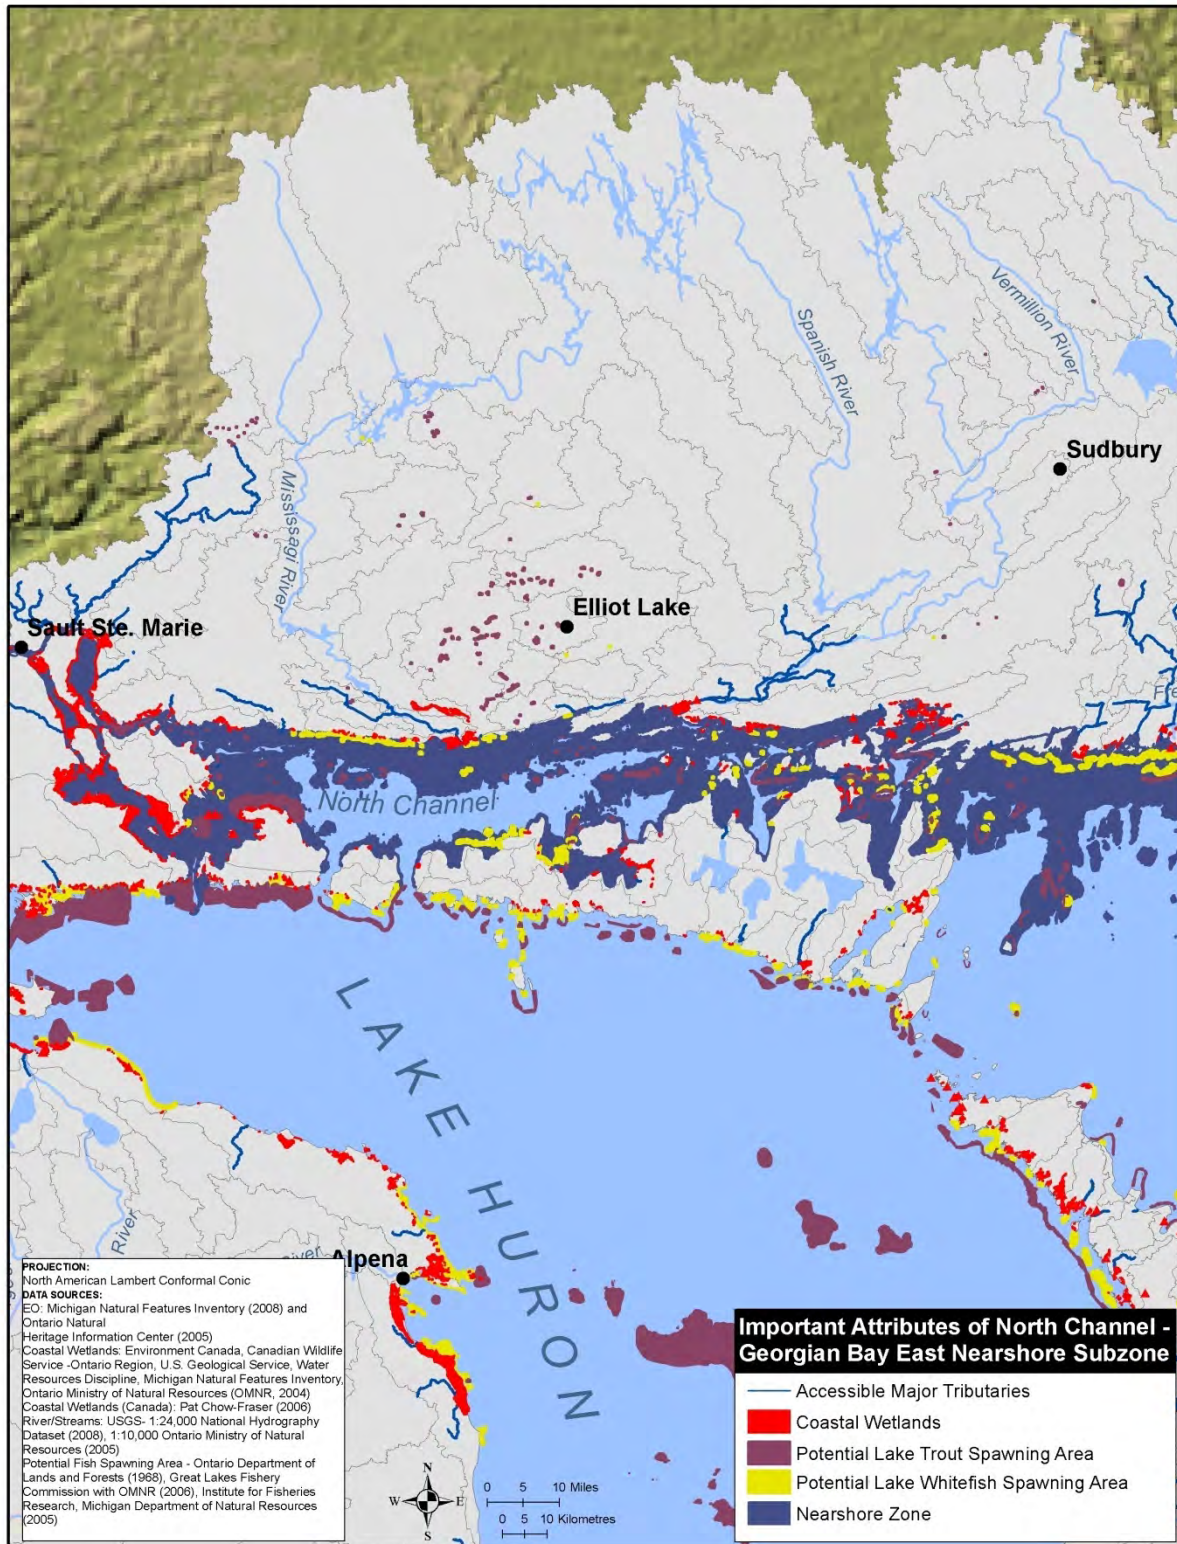 Vermillion River
Spanish River
Sudbury
Mississagi River
Elliot Lake
Sault Ste. Marie
Fre
North Channel
LAKE HURON
River
River
Alpena
PROJECTION:
North American Lambert Conformal Conic
DATA SOURCES:
EO: Michigan Natural Features Inventory (2008) and
Ontario Natural
Heritage Information Center (2005)
Coastal Wetlands: Environment Canada, Canadian Wildlife
Service -Ontario Region, U.S. Geological Service, Water
Resources Discipline, Michigan Natural Features Inventory,
Ontario Ministry of Natural Resources (OMNR, 2004)
Coastal Wetlands (Canada): Pat Chow-Fraser (2006)
River/Streams: USGS- 1:24,000 National Hydrography
Dataset (2008), 1:10,000 Ontario Ministry of Natural
Resources (2005)
Potential Fish Spawning Area - Ontario Department of
Lands and Forests (1968), Great Lakes Fishery
Commission with OMNR (2006), Institute for Fisheries
Research, Michigan Department of Natural Resources
(2005)
N
W E
S
0 5 10 Miles
0 5 10 Kilometres
Important Attributes of North Channel -
Georgian Bay East Nearshore Subzone
Accessible Major Tributaries
Coastal Wetlands
Potential Lake Trout Spawning Area
Potential Lake Whitefish Spawning Area
Nearshore Zone